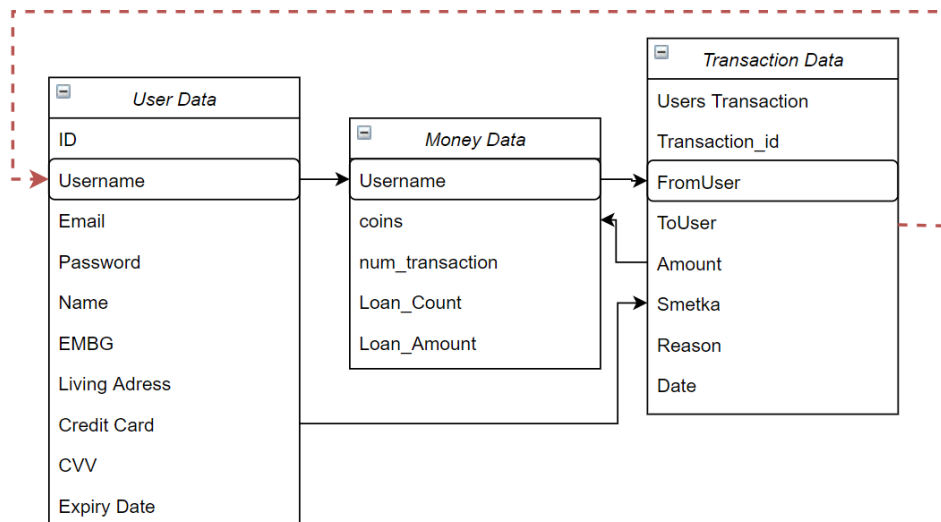 User Data
ID
Username
Email
Password
Name
EMBG
Living Adress
Credit Card
CVV
Expiry Date
Money Data
Username
coins
num_transaction
Loan_Count
Loan_Amount
Transaction Data
Users Transaction
Transaction_id
FromUser
ToUser
Amount
Smetka
Reason
Date